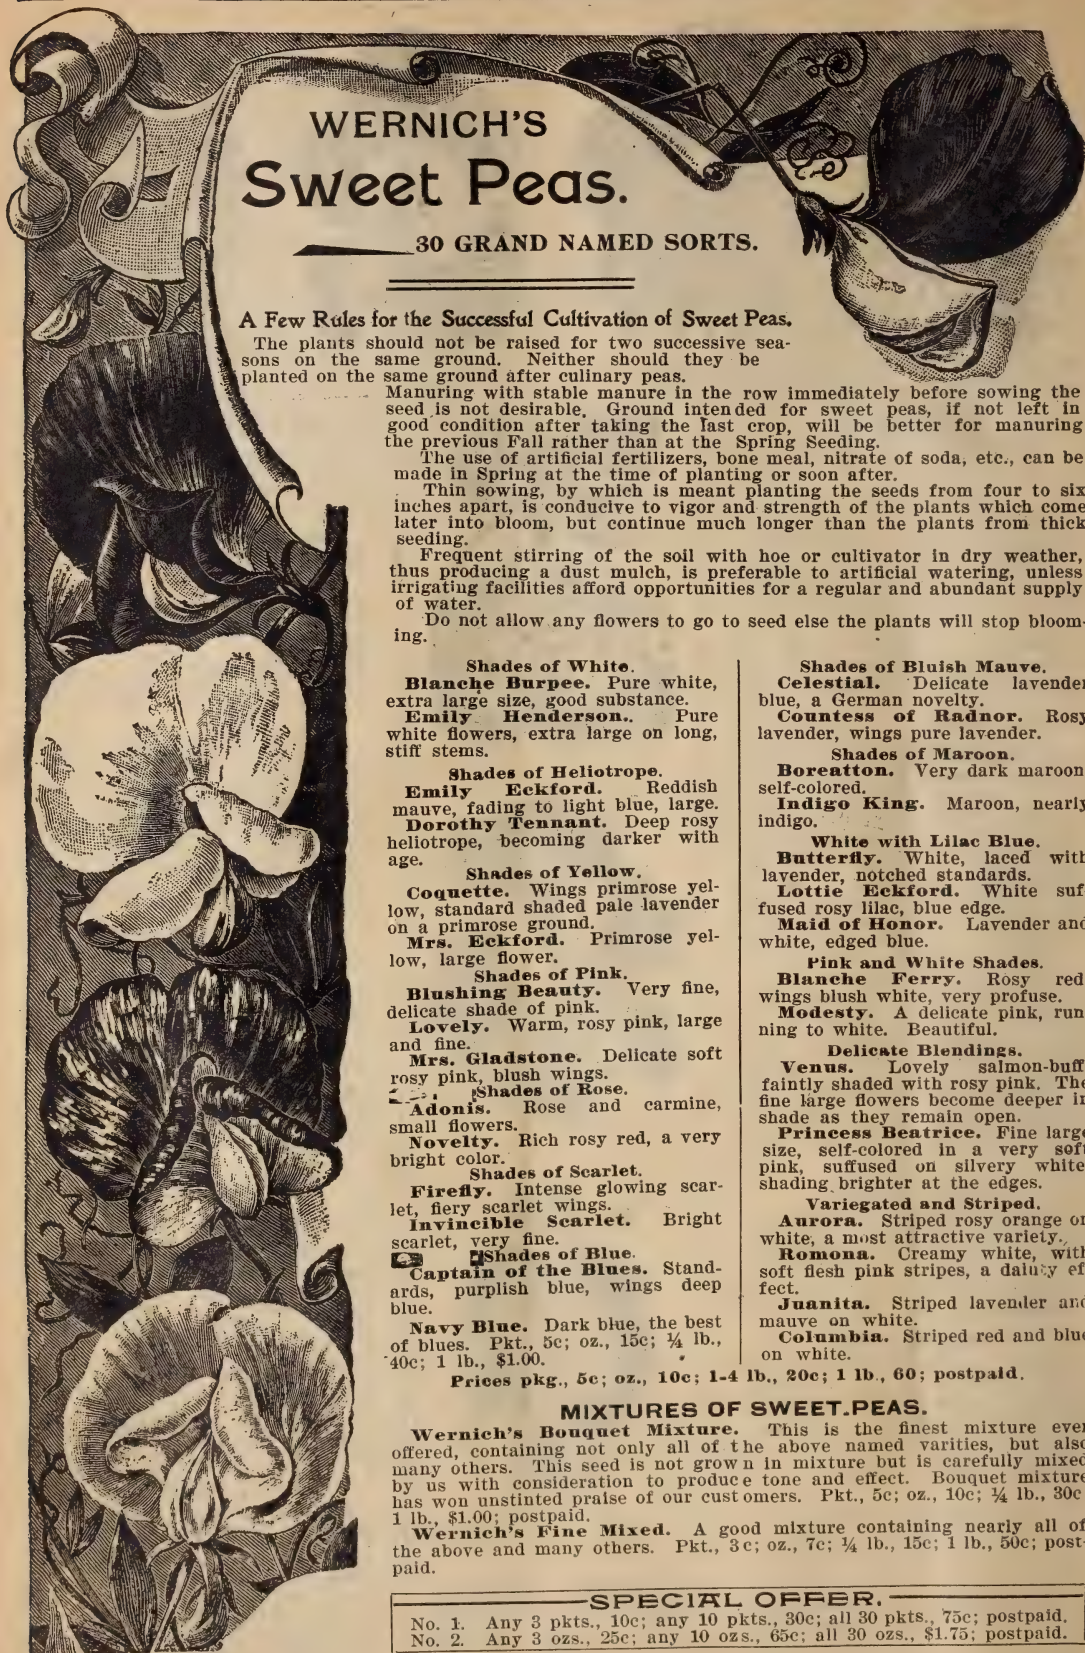 WERNICH'S
Sweet Peas.
30 GRAND NAMED SORTS.
A Few Rules for the Successful Cultivation of Sweet Peas.
The plants should not be raised for two successive sea-
sons on the same ground. Neither should they be
planted on the same ground after culinary peas.
Manuring with stable manure in the row immediately before sowing the
seed is not desirable. Ground intended for sweet peas, if not left in
good condition after taking the last crop, will be better for manuring
the previous Fall rather than at the Spring Seeding.
The use of artificial fertilizers, bone meal, nitrate of soda, etc., can be
made in Spring at the time of planting or soon after.
Thin sowing, by which is meant planting the seeds from four to six
inches apart, is conducive to vigor and strength of the plants which come
later into bloom, but continue much longer than the plants from thick
seeding.
Frequent stirring of the soil with hoe or cultivator in dry weather,
thus producing a dust mulch, is preferable to artificial watering, unless
irrigating facilities afford opportunities for a regular and abundant supply
of water.
Do not allow any flowers to go to seed else the plants will stop bloom-
ing.
Shades of White.
Blanche Burpee. Pure white,
extra large size, good substance.
Emily Henderson.. Pure
white flowers, extra large on long,
stiff stems.
Shades of Heliotrope.
Emily Eckford. Reddish
mauve, fading to light blue, large.
Dorothy Tennant. Deep rosy
heliotrope, becoming darker with
age.
Shades of Yellow.
Coquette. Wings primrose yel-
low, standard shaded pale lavender
on a primrose ground.
Mrs. Eckford. Primrose yel-
low, large flower.
Shades of Pink.
Blushing Beauty. Very fine,
delicate shade of pink.
Lovely. Warm, rosy pink, large
and fine.
Mrs. Gladstone. Delicate soft
rosy pink, blush wings.
Shades of Rose.
Adonis. Rose and carmine,
small flowers.
Novelty. Rich rosy red, a very
bright color.
Shades of Scarlet.
Firefly. Intense glowing scar-
let, fiery scarlet wings.
Invincible Scarlet. Bright
scarlet, very fine.
Shades of Blue.
Captain of the Blues. Stand-
ards, purplish blue, wings deep
blue.
Navy Blue. Dark blue, the best
of blues. Pkt., 5c; oz., 15c; ¼ lb.,
40c; 1 lb., $1.00.
Shades of Bluish Mauve.
Celestial. Delicate lavender
blue, a German novelty.
Countess of Radnor. Rosy
lavender, wings pure lavender.
Shades of Maroon.
Boreatton. Very dark maroon
self-colored.
Indigo King. Maroon, nearly
indigo.
White with Lilac Blue.
Butterfly. White, laced with
lavender, notched standards.
Lottie Eckford. White suf
fused rosy lilac, blue edge.
Maid of Honor. Lavender and
white, edged blue.
Pink and White Shades.
Blanche Ferry. Rosy red
wings blush white, very profuse.
Modesty. A delicate pink, run
ning to white. Beautiful.
Delicate Blendings.
Venus. Lovely salmon-buff
faintly shaded with rosy pink. The
fine large flowers become deeper in
shade as they remain open.
Princess Beatrice. Fine large
size, self-colored in a very soft
pink, suffused on silvery white
shading brighter at the edges.
Variegated and Striped.
Aurora. Striped rosy orange on
white, a most attractive variety.
Romona. Creamy white, with
soft flesh pink stripes, a dainty ef
fect.
Juanita. Striped lavender and
mauve on white.
Columbia. Striped red and blue
on white.
Prices pkg., 5c; oz., 10c; 1-4 lb., 20c; 1 lb., 60; postpaid.
MIXTURES OF SWEET.PEAS.
Wernich's Bouquet Mixture. This is the finest mixture ever
offered, containing not only all of the above named varities, but also
many others. This seed is not grown in mixture but is carefully mixed
by us with consideration to produce tone and effect. Bouquet mixture
has won unstinted praise of our customers. Pkt., 5c; oz., 10c; ¼ lb., 30c
1 lb., $1.00; postpaid.
Wernich's Fine Mixed. A good mixture containing nearly all of
the above and many others. Pkt., 3c; oz., 7c; ¼ lb., 15c; 1 lb., 50c; post-
paid.
SPECIAL OFFER.
No. 1. Any 3 pkts., 10c; any 10 pkts., 30c; all 30 pkts., 75c; postpaid.
No. 2. Any 3 ozs., 25c; any 10 ozs., 65c; all 30 ozs., $1.75; postpaid.